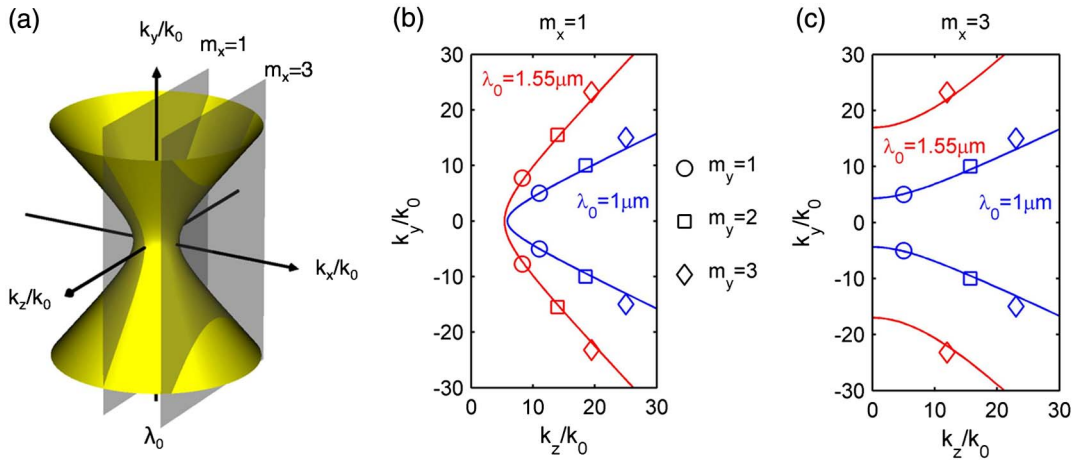 (a)
k_y/k_0
m_x=1
m_x=3
k_x/k_0
k_z/k_0
λ_0
(b)
m_x=1
30
20
10
0
-10
-20
-30
k_y/k_0
λ_0=1.55μm
λ_0=1μm
0
10
20
30
k_z/k_0
m_y=1
m_y=2
m_y=3
(c)
m_x=3
30
20
10
0
-10
-20
-30
k_y/k_0
λ_0=1.55μm
λ_0=1μm
0
10
20
30
k_z/k_0